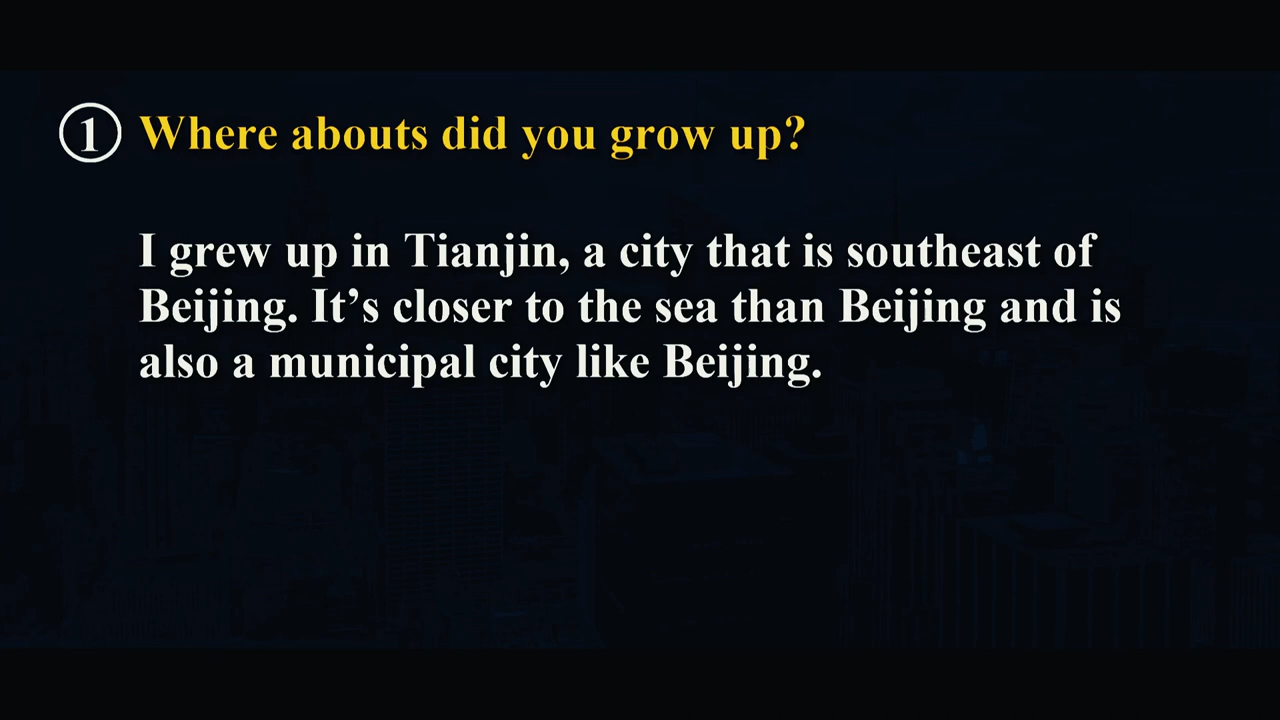 ① Where abouts did you grow up?
I grew up in Tianjin, a city that is southeast of
Beijing. It’s closer to the sea than Beijing and is
also a municipal city like Beijing.